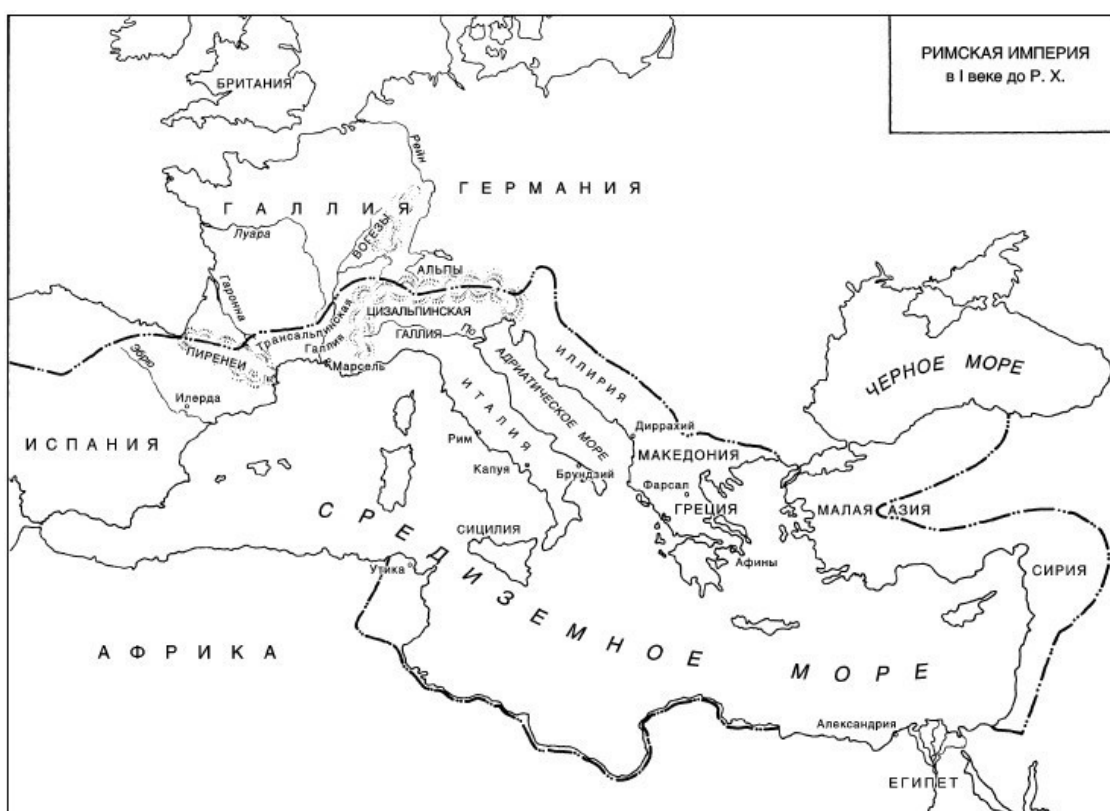 РИМСКАЯ ИМПЕРИЯ
в I веке до Р. Х.
БРИТАНИЯ
Рейн
ГЕРМАНИЯ
ГАЛЛИЯ
Луара
ВОГЕЗЫ
АЛЬПЫ
Гаронна
ЦИЗАЛЬПИНСКАЯ
ГАЛЛИЯ
По
Трансальпинская
Галлия
Марсель
ПИРЕНЕИ
Эбро
Илерда
ИСПАНИЯ
ИЛЛИРИЯ
АДРИАТИЧЕСКОЕ МОРЕ
ИТАЛИЯ
Рим
Капуя
Брундзий
Диррахий
МАКЕДОНИЯ
Фарсал
ГРЕЦИЯ
Афины
ЧЕРНОЕ МОРЕ
МАЛАЯ АЗИЯ
СИРИЯ
СИЦИЛИЯ
Утика
СРЕДИЗЕМНОЕ МОРЕ
АФРИКА
Александрия
ЕГИПЕТ